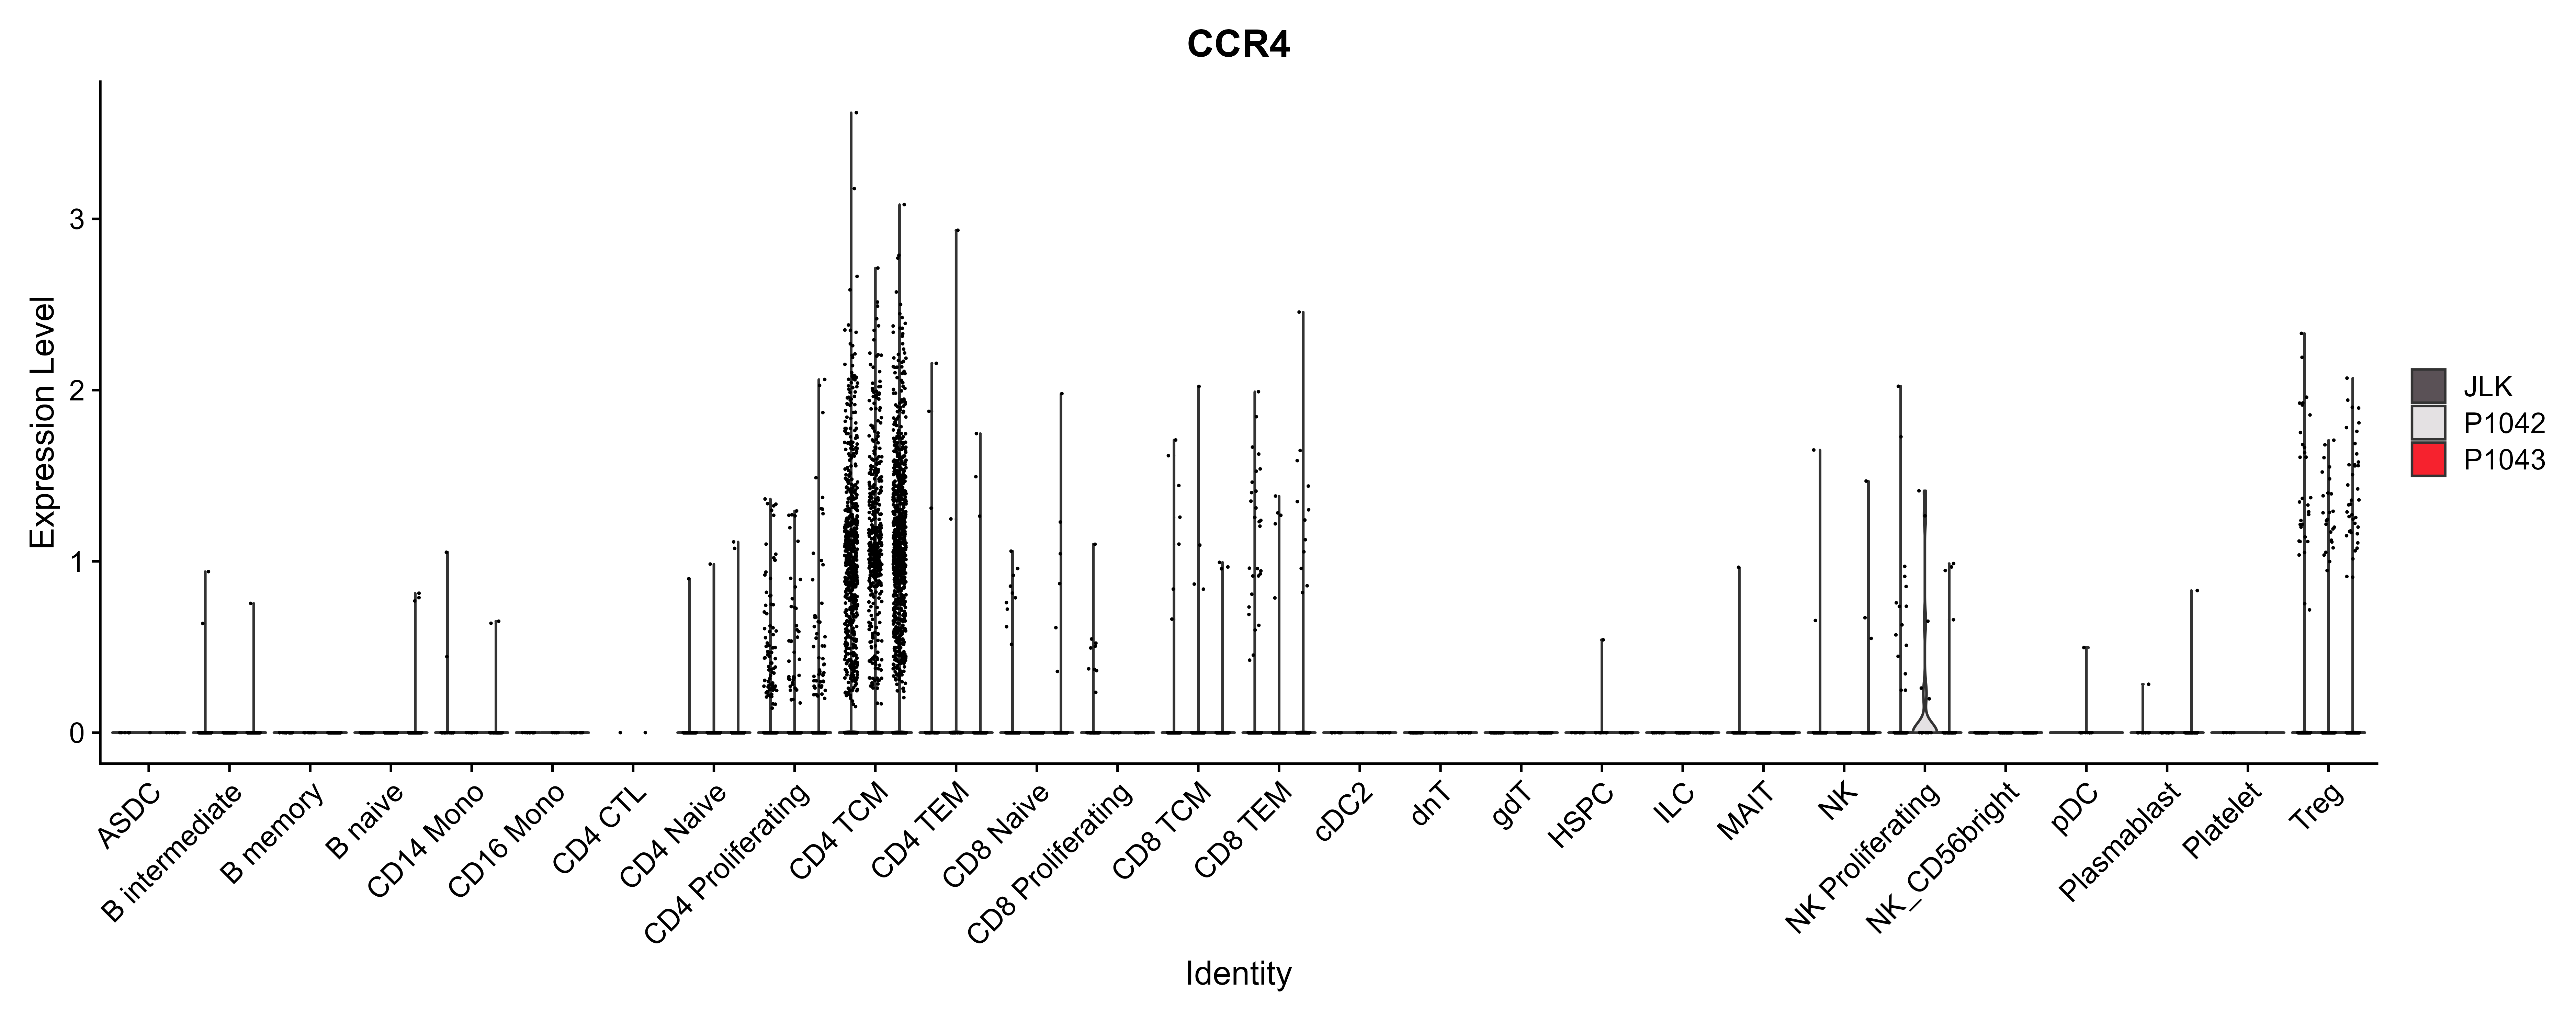 CCR4
Expression Level
3
2
1
0
ASDC
B intermediate
B memory
B naive
CD14 Mono
CD16 Mono
CD4 CTL
CD4 Naive
CD4 Proliferating
CD4 TCM
CD4 TEM
CD8 Naive
CD8 Proliferating
CD8 TCM
CD8 TEM
cDC2
dnT
gdT
HSPC
ILC
MAIT
NK
NK Proliferating
NK_CD56bright
pDC
Plasmablast
Platelet
Treg
Identity
JLK
P1042
P1043